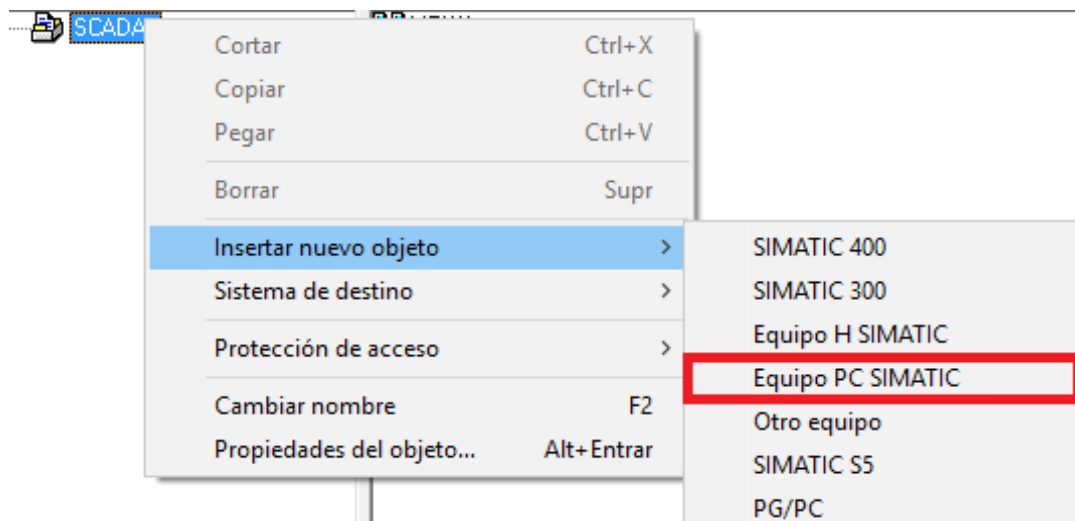 SCADA
Cortar Ctrl+X
Copiar Ctrl+C
Pegar Ctrl+V
Borrar Supr
Insertar nuevo objeto >
Sistema de destino >
Protección de acceso >
Cambiar nombre F2
Propiedades del objeto... Alt+Entrar
SIMATIC 400
SIMATIC 300
Equipo H SIMATIC
Equipo PC SIMATIC
Otro equipo
SIMATIC S5
PG/PC